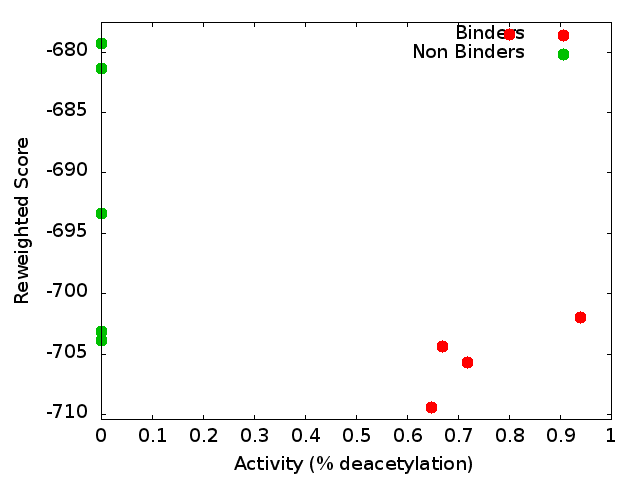 Binders
Non Binders
-680
-685
-690
-695
-700
-705
-710
Reweighted Score
0 0.1 0.2 0.3 0.4 0.5 0.6 0.7 0.8 0.9 1
Activity (% deacetylation)